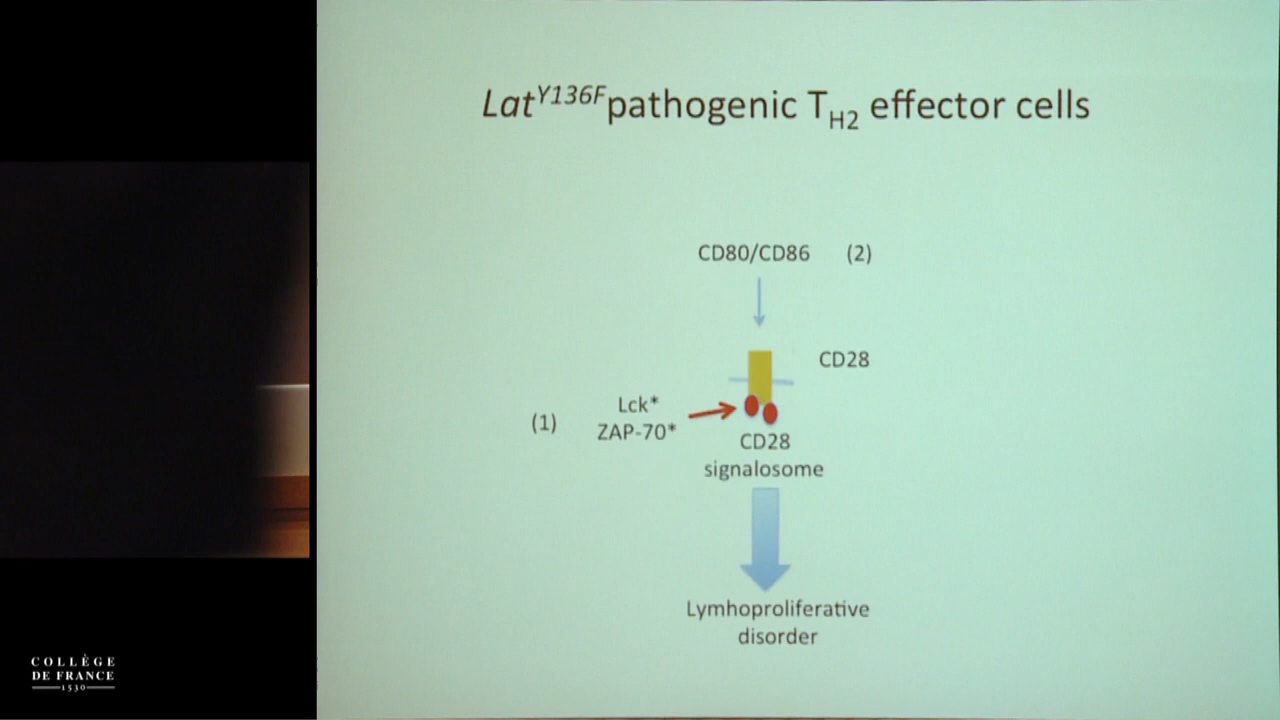 Lat^Y136F pathogenic T_H2 effector cells
CD80/CD86 (2)
CD28
(1) Lck*
ZAP-70*
CD28
signalosome
Lymhoproliferative
disorder
COLLÈGE
DE FRANCE
1530